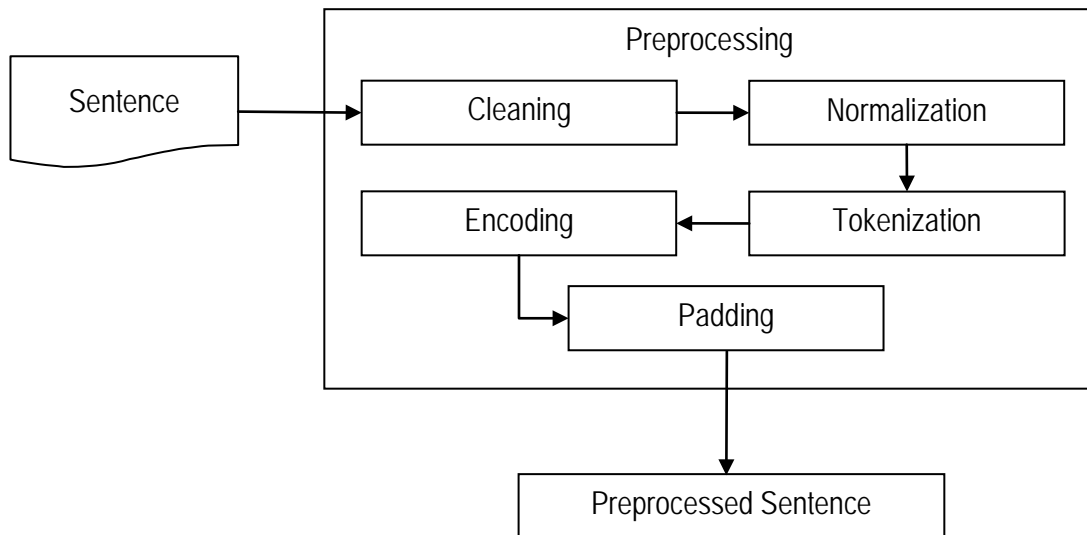 Preprocessing
Sentence
Cleaning
Normalization
Tokenization
Encoding
Padding
Preprocessed Sentence